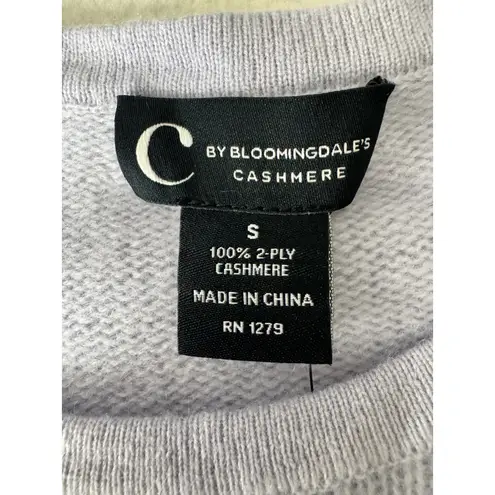 C BY BLOOMINGDALE'S
CASHMERE
S
100% 2-PLY
CASHMERE
MADE IN CHINA
RN 1279